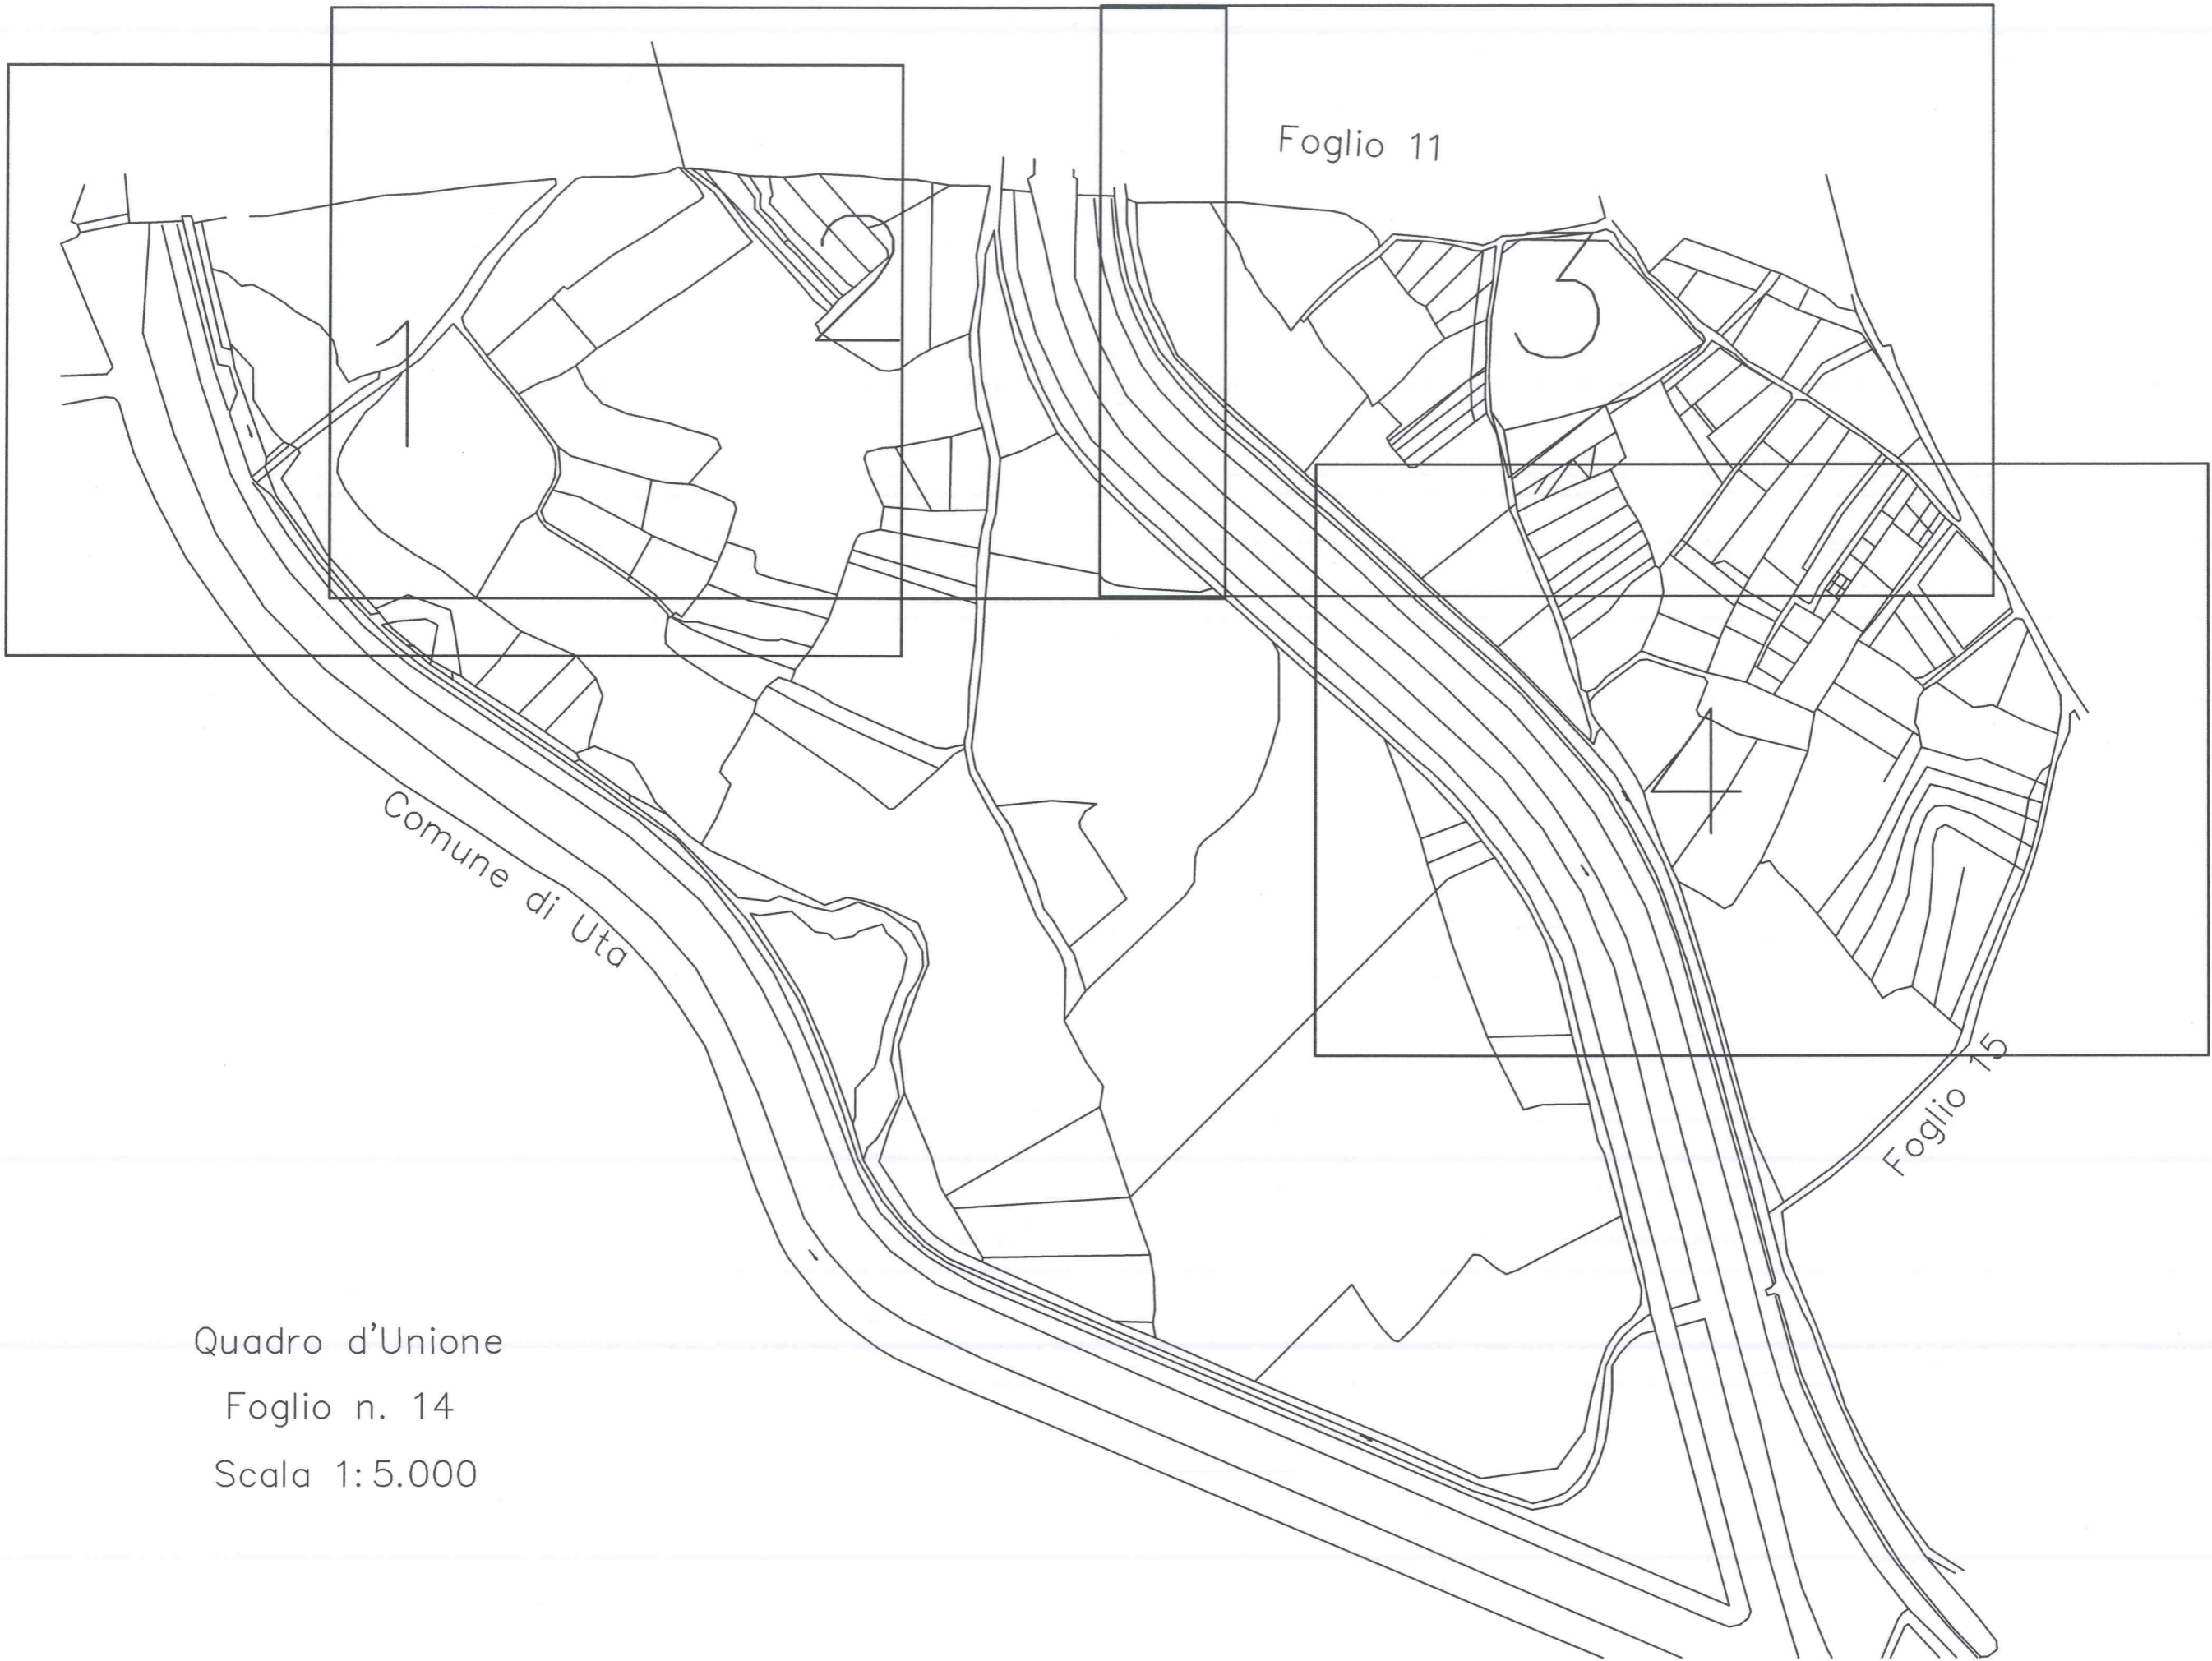 Foglio 11
2
3
1
4
Comune di Uta
Foglio 15
Quadro d'Unione
Foglio n. 14
Scala 1:5.000